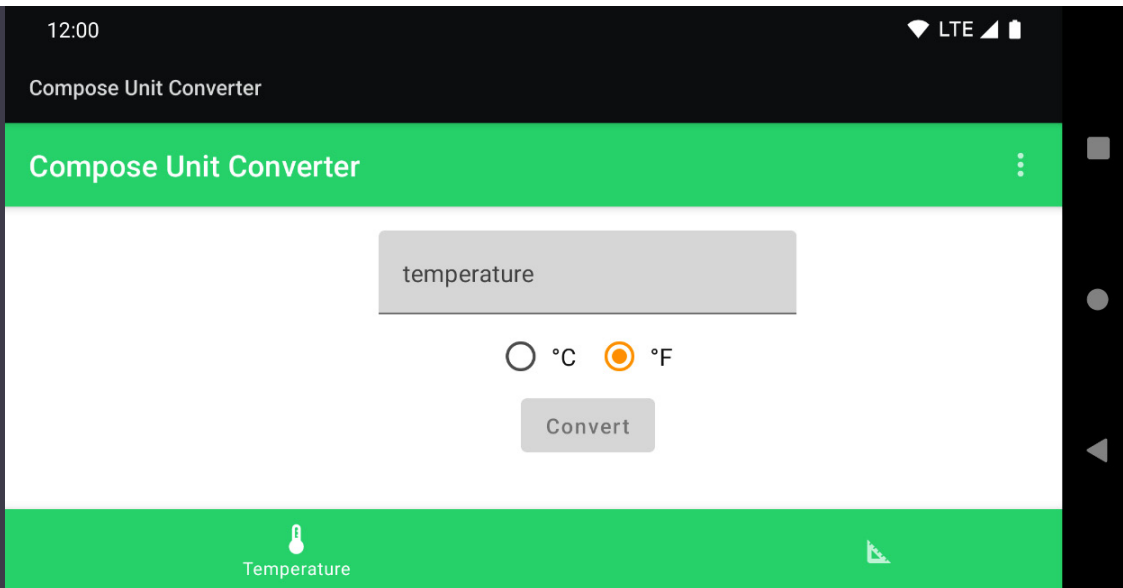 12:00 LTE
Compose Unit Converter
Compose Unit Converter
temperature
°C °F
Convert
Temperature